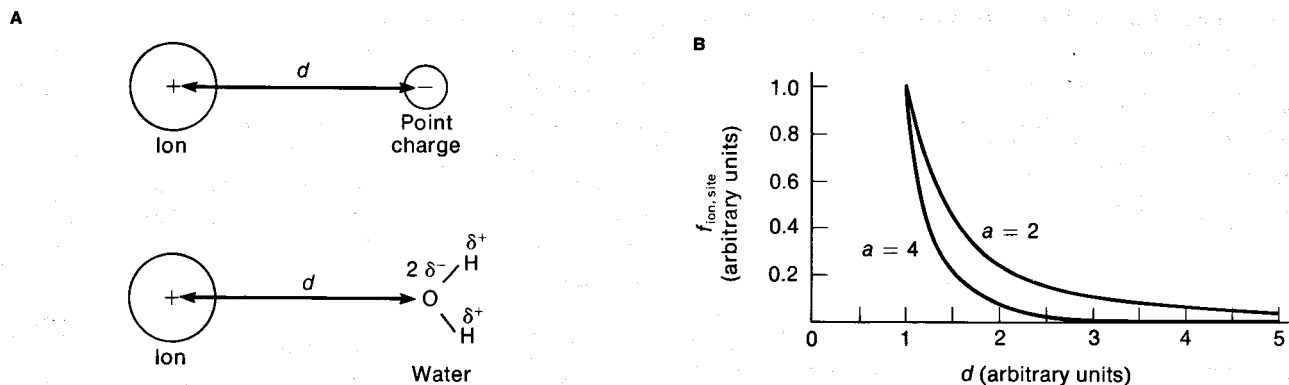 A
d
+
−
Ion
Point
charge
d
+
2 δ−
O
δ+
H
δ+
H
Ion
Water
B
f ion, site
(arbitrary units)
1.0
0.8
0.6
0.4
0.2
a = 2
a = 4
0 1 2 3 4 5
d (arbitrary units)